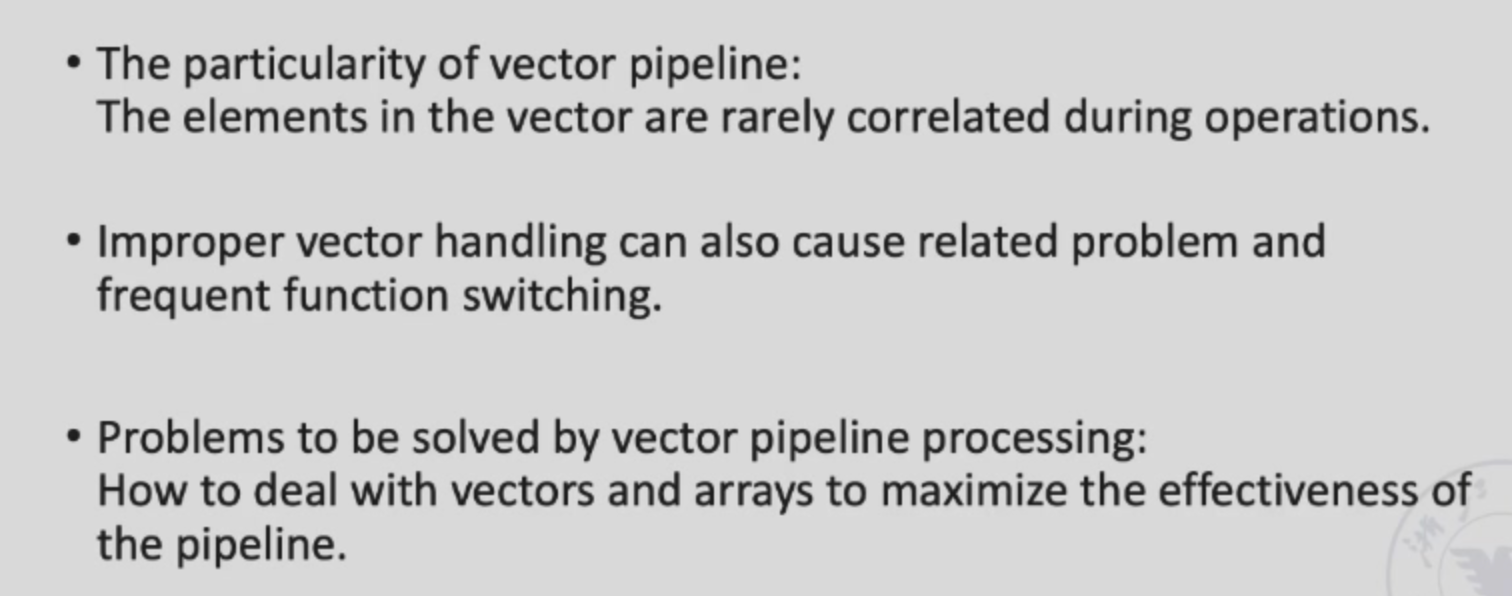 • The particularity of vector pipeline:
The elements in the vector are rarely correlated during operations.
• Improper vector handling can also cause related problem and
frequent function switching.
• Problems to be solved by vector pipeline processing:
How to deal with vectors and arrays to maximize the effectiveness of
the pipeline.
浙